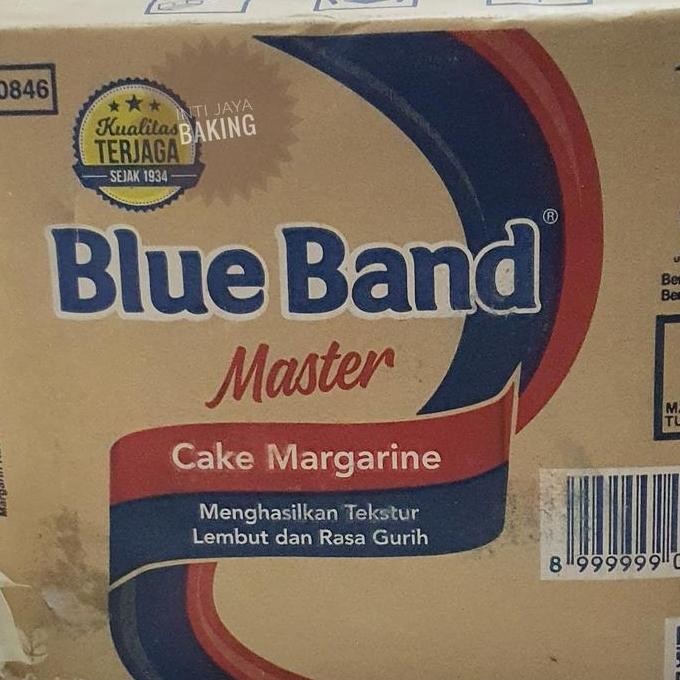 0846
Kualitas
TERJAGA
SEJAK 1934
INTI JAYA
BAKING
Blue Band®
Master
Cake Margarine
Menghasilkan Tekstur
Lembut dan Rasa Gurih
8 999999